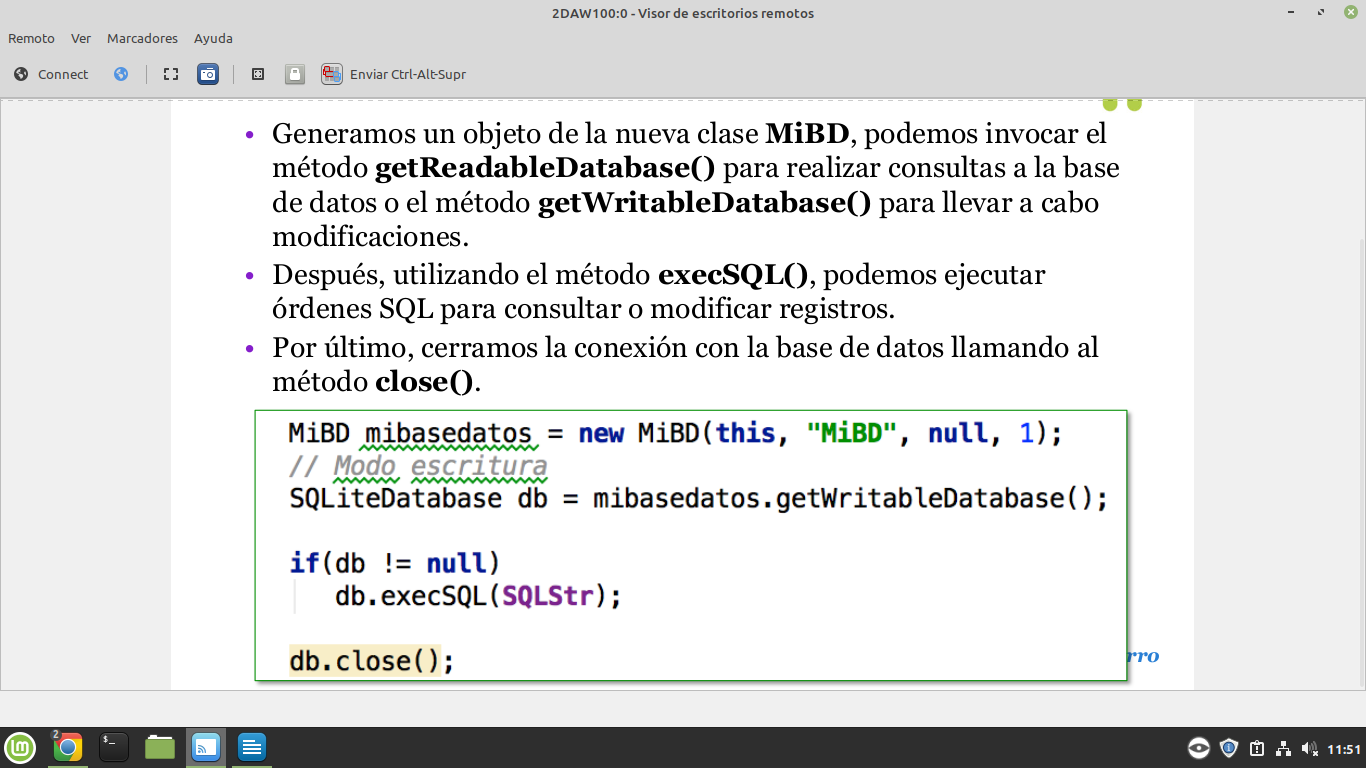 2DAW100:0 - Visor de escritorios remotos
Remoto Ver Marcadores Ayuda
Connect Enviar Ctrl-Alt-Supr
• Generamos un objeto de la nueva clase MiBD, podemos invocar el
método getReadableDatabase() para realizar consultas a la base
de datos o el método getWritableDatabase() para llevar a cabo
modificaciones.
• Después, utilizando el método execSQL(), podemos ejecutar
órdenes SQL para consultar o modificar registros.
• Por último, cerramos la conexión con la base de datos llamando al
método close().
MiBD mibasedatos = new MiBD(this, "MiBD", null, 1);
// Modo escritura
SQLiteDatabase db = mibasedatos.getWritableDatabase();
if(db != null)
db.execSQL(SQLStr);
db.close();
rro
2
11:51